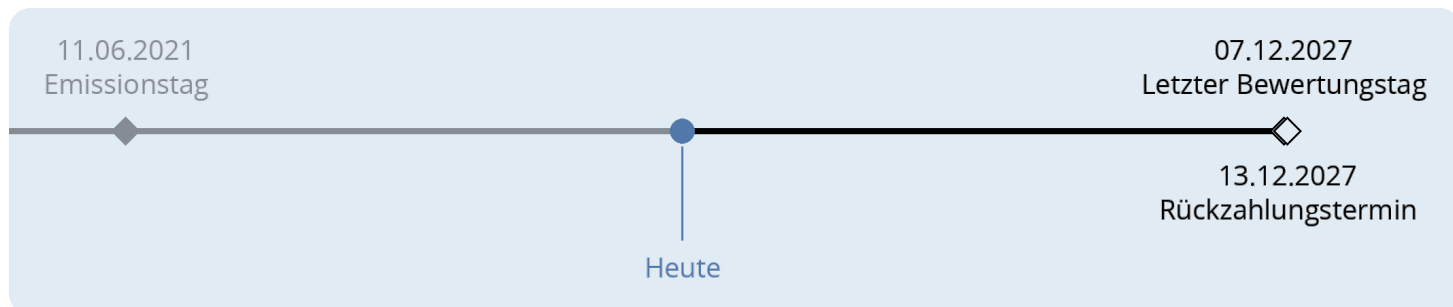 11.06.2021
Emissionstag
07.12.2027
Letzter Bewertungstag
13.12.2027
Rückzahlungstermin
Heute